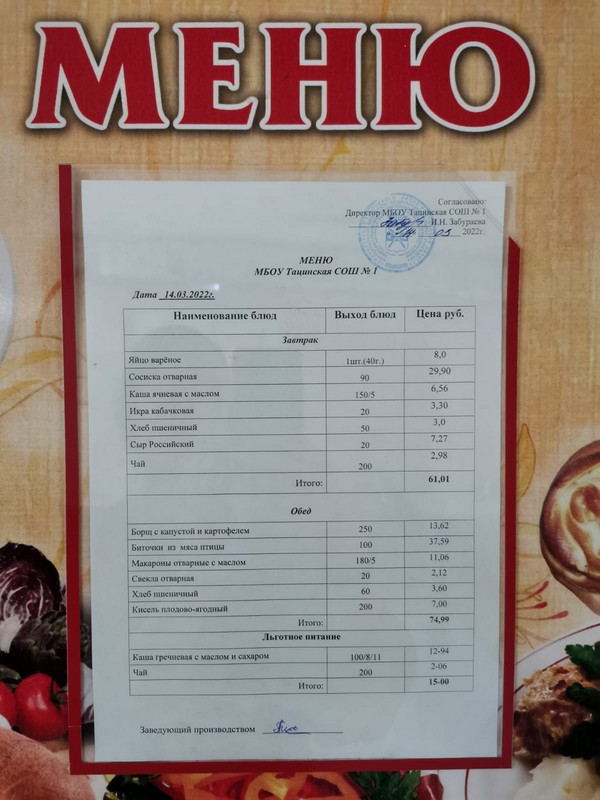 МЕНЮ
Согласовано:
Директор МБОУ Тацинская СОШ № 1
И.Н. Забураева
14 03 2022г.
МЕНЮ
МБОУ Тацинская СОШ № 1
Дата 14.03.2022г.
Наименование блюд Выход блюд Цена руб.
Завтрак
Яйцо варёное 1шт.(40г.) 8,0
Сосиска отварная 90 29,90
Каша ячневая с маслом 150/5 6,56
Икра кабачковая 20 3,30
Хлеб пшеничный 50 3,0
Сыр Российский 20 7,27
Чай 200 2,98
Итого: 61,01
Обед
Борщ с капустой и картофелем 250 13,62
Биточки из мяса птицы 100 37,59
Макароны отварные с маслом 180/5 11,06
Свекла отварная 20 2,12
Хлеб пшеничный 60 3,60
Кисель плодово-ягодный 200 7,00
Итого: 74,99
Льготное питание
Каша гречневая с маслом и сахаром 100/8/11 12-94
Чай 200 2-06
Итого: 15-00
Заведующий производством